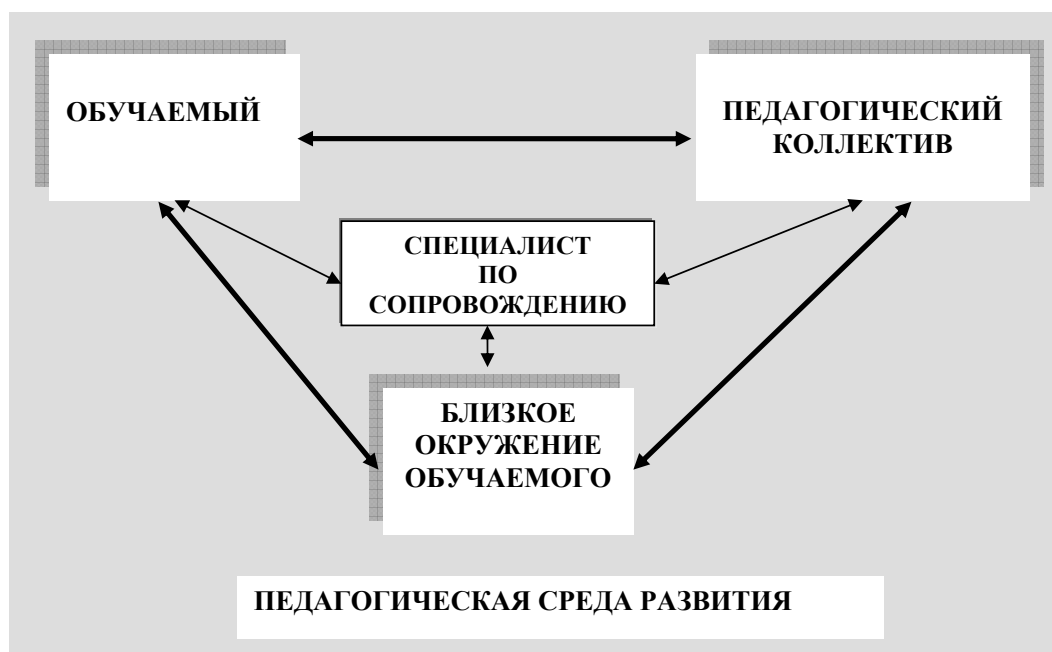 ОБУЧАЕМЫЙ
ПЕДАГОГИЧЕСКИЙ
КОЛЛЕКТИВ
СПЕЦИАЛИСТ
ПО
СОПРОВОЖДЕНИЮ
БЛИЗКОЕ
ОКРУЖЕНИЕ
ОБУЧАЕМОГО
ПЕДАГОГИЧЕСКАЯ СРЕДА РАЗВИТИЯ